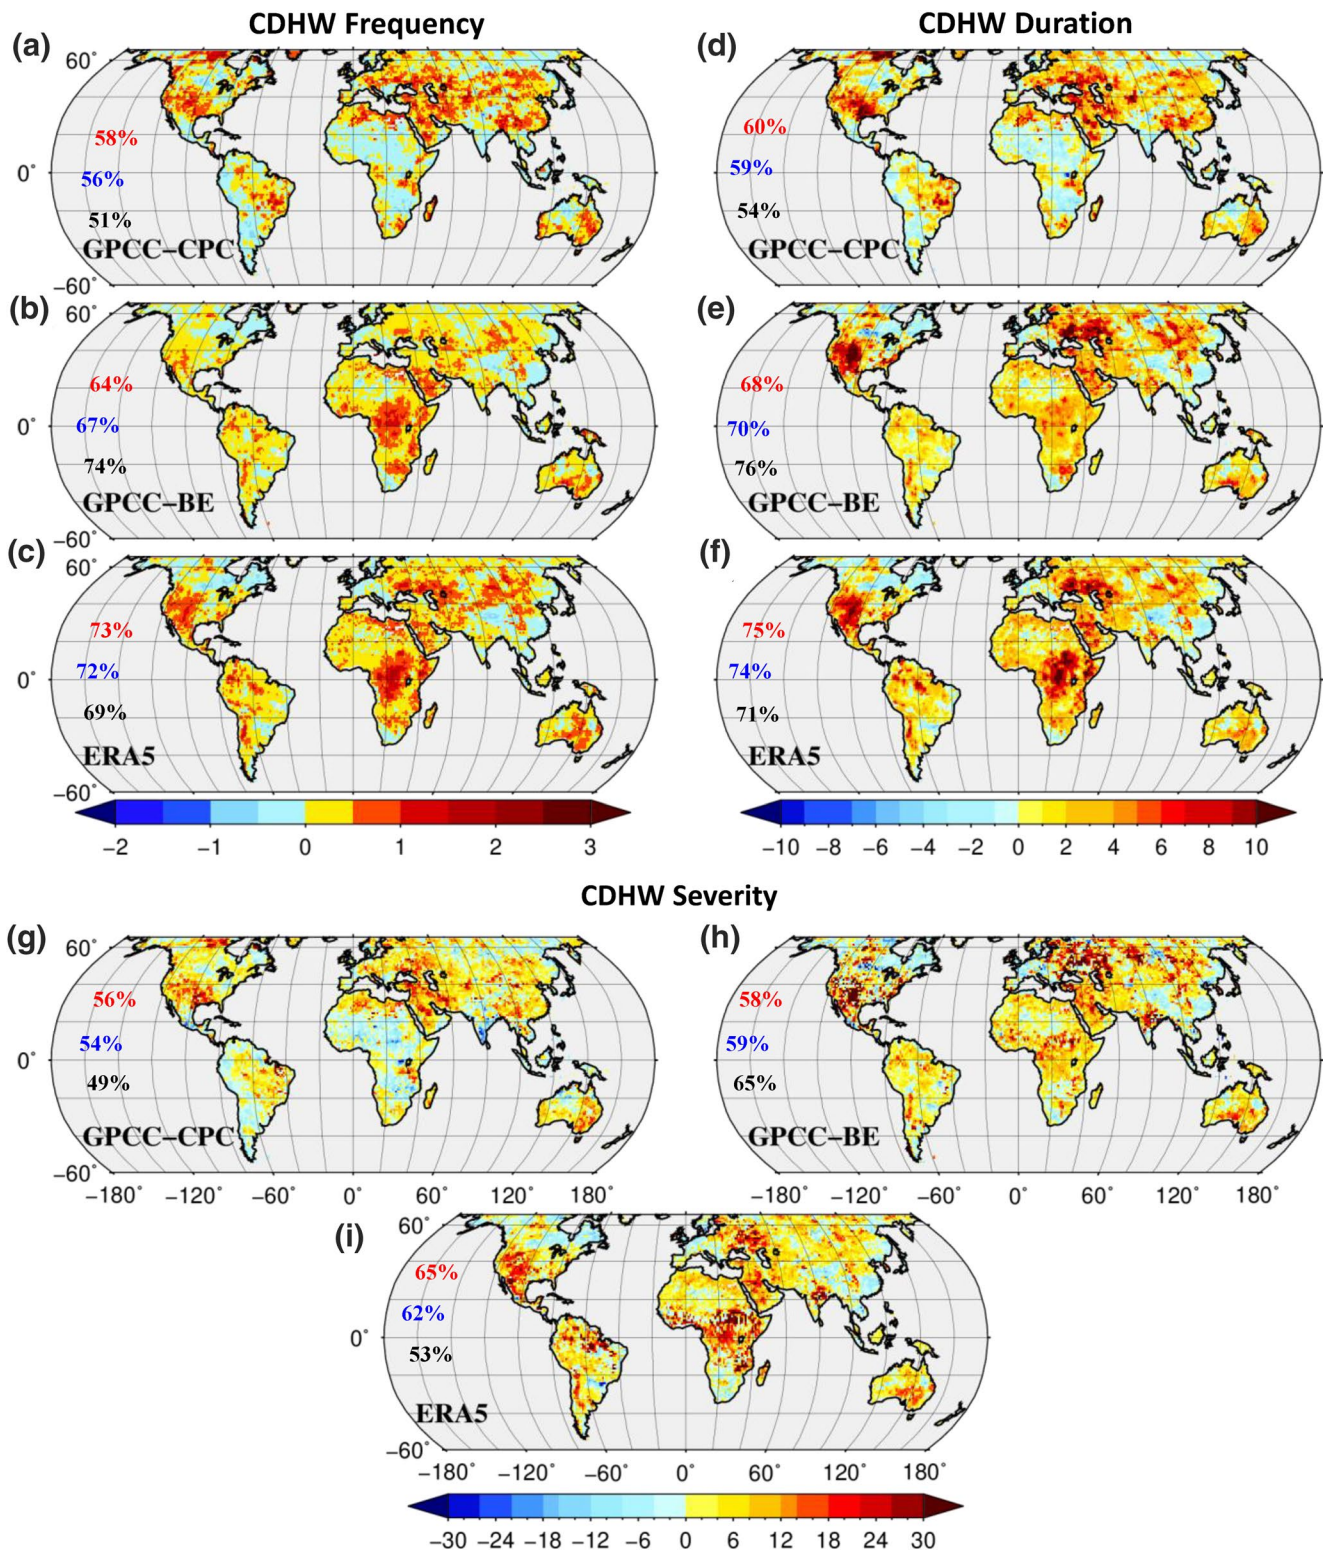 CDHW Frequency
CDHW Duration
(a)
60°
58%
0°
56%
51%
GPCC−CPC
−60°
(d)
60%
59%
54%
GPCC−CPC
(b)
60°
64%
0°
67%
74%
GPCC−BE
−60°
(e)
68%
70%
76%
GPCC−BE
(c)
60°
73%
0°
72%
69%
ERA5
−60°
(f)
75%
74%
71%
ERA5
−2 −1 0 1 2 3
−10 −8 −6 −4 −2 0 2 4 6 8 10
CDHW Severity
(g)
60°
56%
0°
54%
49%
GPCC−CPC
−60°
−180° −120° −60° 0° 60° 120° 180°
(h)
58%
59%
65%
GPCC−BE
−180° −120° −60° 0° 60° 120° 180°
(i)
60°
65%
0°
62%
53%
ERA5
−60°
−180° −120° −60° 0° 60° 120° 180°
−30 −24 −18 −12 −6 0 6 12 18 24 30